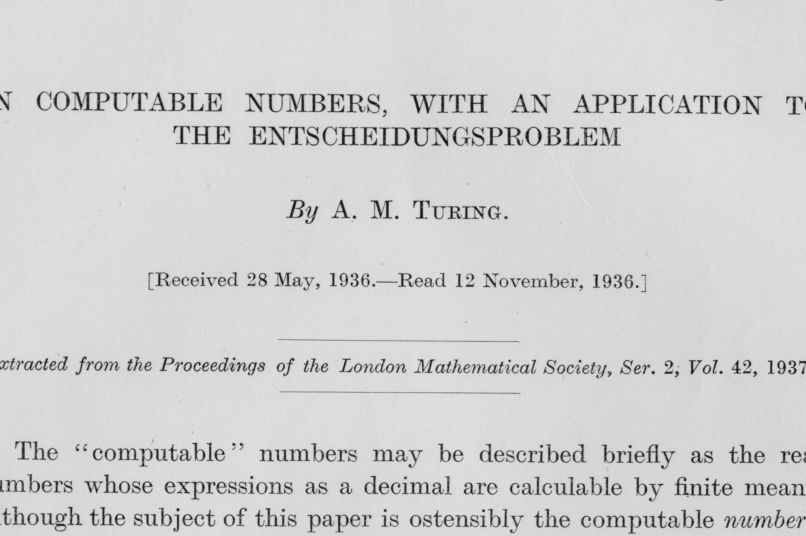 N COMPUTABLE NUMBERS, WITH AN APPLICATION TO
THE ENTSCHEIDUNGSPROBLEM
By A. M. TURING.
[Received 28 May, 1936.—Read 12 November, 1936.]
xtracted from the Proceedings of the London Mathematical Society, Ser. 2, Vol. 42, 1937
The “computable” numbers may be described briefly as the rea
umbers whose expressions as a decimal are calculable by finite mean
though the subject of this paper is ostensibly the computable number